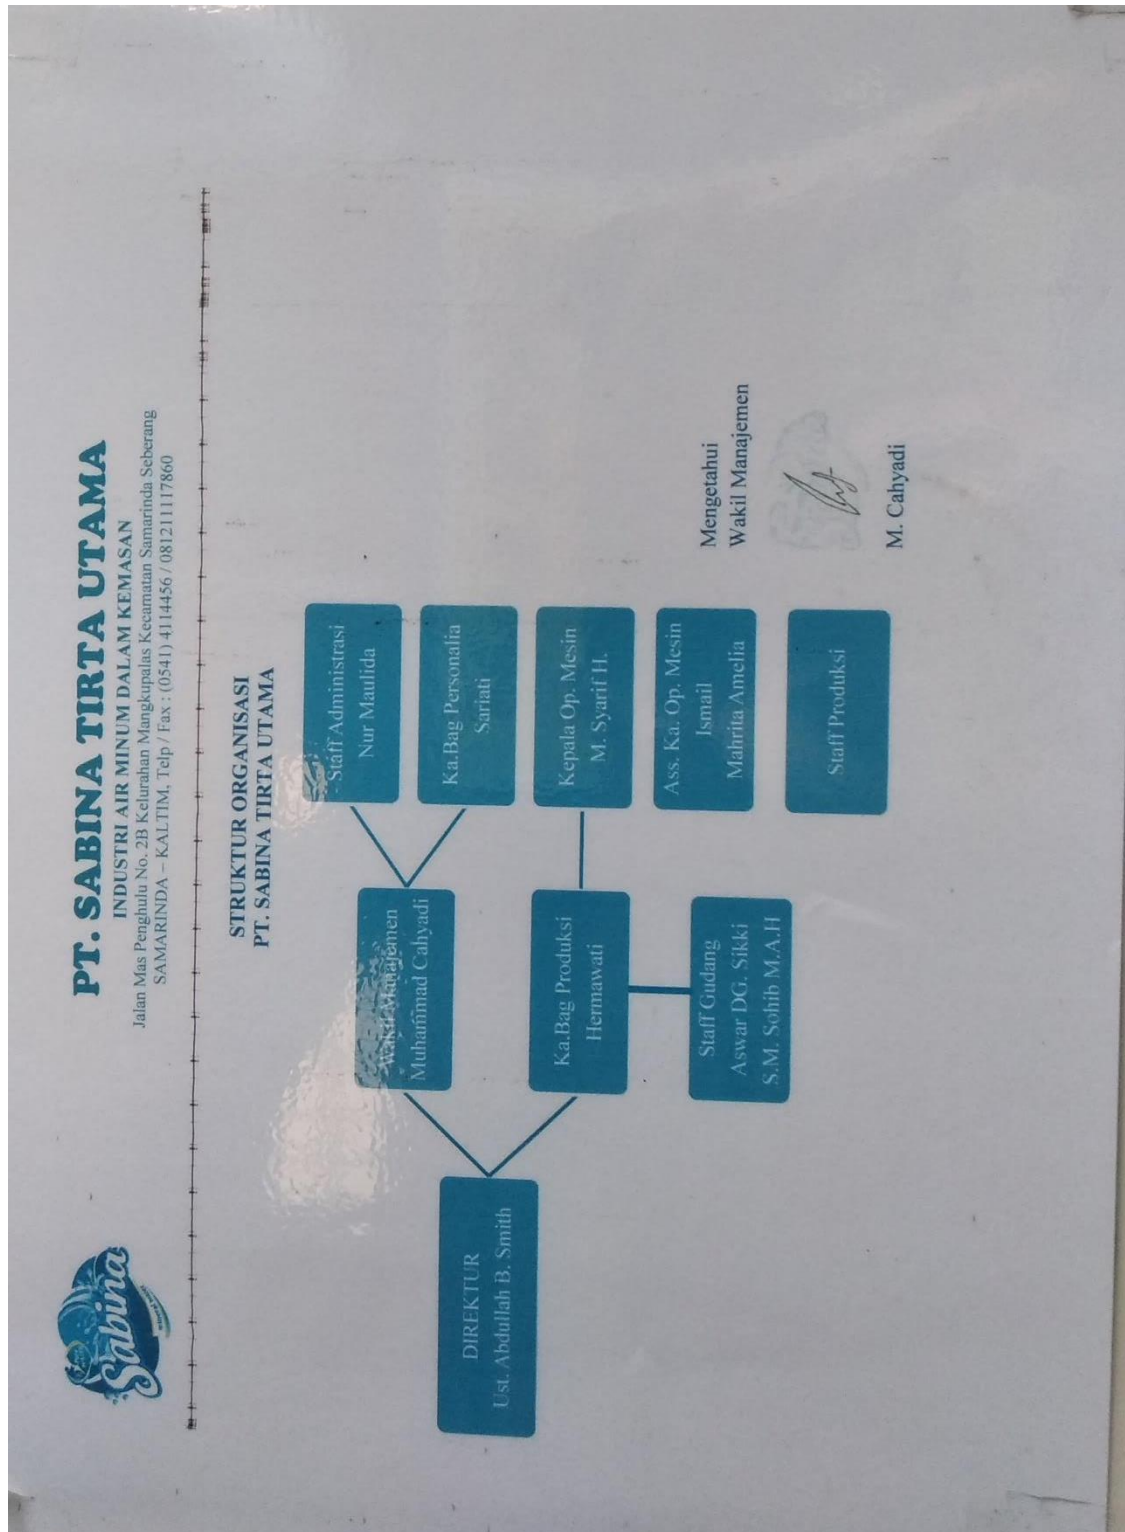 Sabina
PT. SABINA TIRTA UTAMA
INDUSTRI AIR MINUM DALAM KEMASAN
Jalan Mas Penghulu No. 2B Kelurahan Mangkupalas Kecamatan Samarinda Seberang
SAMARINDA – KALTIM, Telp / Fax : (0541) 4114456 / 081211117860
STRUKTUR ORGANISASI
PT. SABINA TIRTA UTAMA
DIREKTUR
Ust. Abdullah B. Smith
Wakil Manajemen
Muhammad Cahyadi
Ka.Bag Produksi
Hermawati
Staff Gudang
Aswar DG. Sikki
S.M. Sohib M.A.H
Staff Administrasi
Nur Maulida
Ka.Bag Personalia
Sariati
Kepala Op. Mesin
M. Syarif H.
Ass. Ka. Op. Mesin
Ismail
Mahrita Amelia
Staff Produksi
Mengetahui
Wakil Manajemen
M. Cahyadi